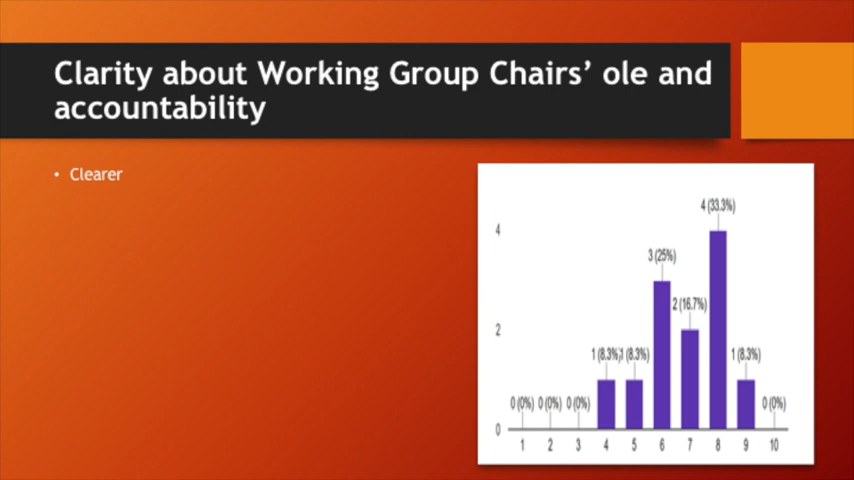 Clarity about Working Group Chairs’ ole and
accountability
• Clearer
4 (33.3%)
4
3 (25%)
2 (16.7%)
2
1 (8.3%) 1 (8.3%) 1 (8.3%)
0 (0%) 0 (0%) 0 (0%) 0 (0%)
0
1 2 3 4 5 6 7 8 9 10